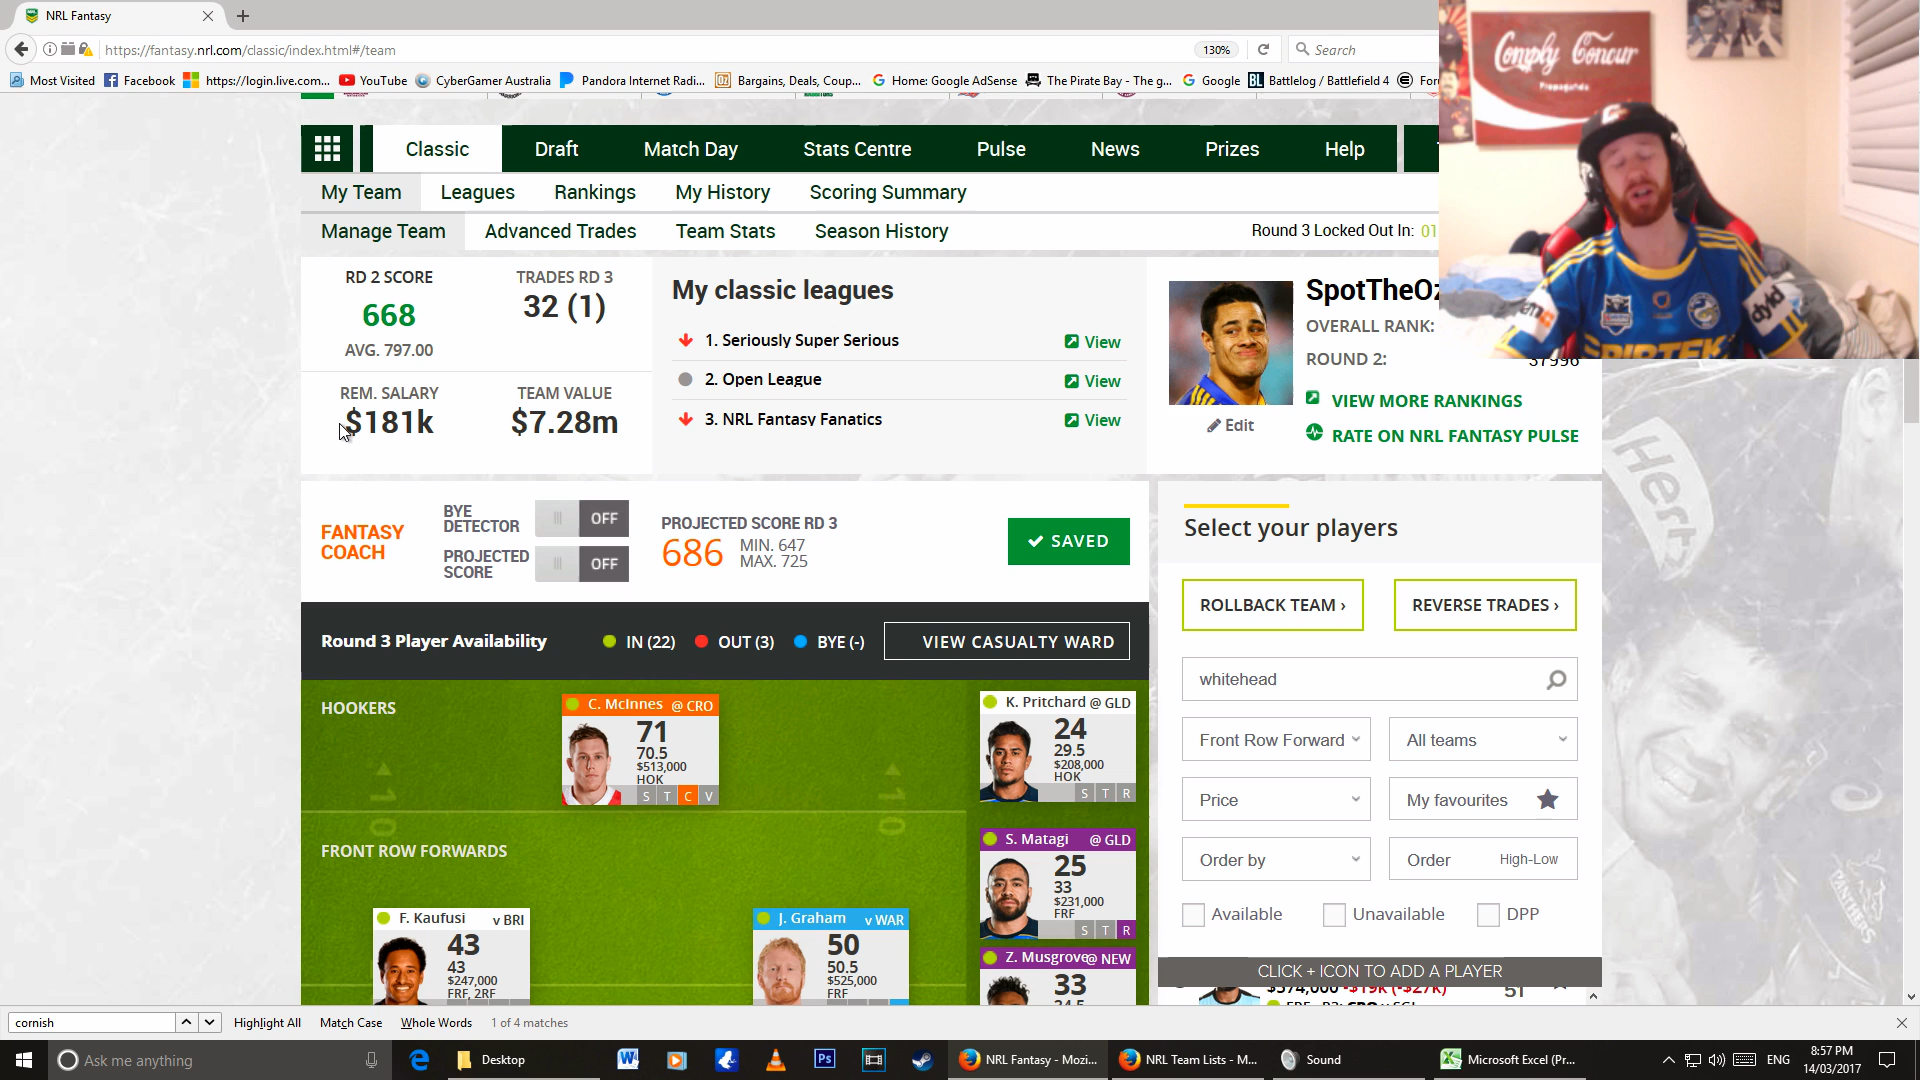 NRL Fantasy
https://fantasy.nrl.com/classic/index.html#/team
130%
Search
Most Visited
Facebook
https://login.live.com...
YouTube
CyberGamer Australia
Pandora Internet Radi...
Bargains, Deals, Coup...
Home: Google AdSense
The Pirate Bay - The g...
Google
Battlelog / Battlefield 4
For
Comply Concur
Propaganda
Classic
Draft
Match Day
Stats Centre
Pulse
News
Prizes
Help
My Team
Leagues
Rankings
My History
Scoring Summary
Manage Team
Advanced Trades
Team Stats
Season History
Round 3 Locked Out In: 01
RD 2 SCORE
668
AVG. 797.00
TRADES RD 3
32 (1)
REM. SALARY
$181k
TEAM VALUE
$7.28m
My classic leagues
1. Seriously Super Serious
View
2. Open League
View
3. NRL Fantasy Fanatics
View
Edit
SpotTheOz
OVERALL RANK:
ROUND 2:
37996
VIEW MORE RANKINGS
RATE ON NRL FANTASY PULSE
FANTASY
COACH
BYE
DETECTOR
OFF
PROJECTED
SCORE
OFF
PROJECTED SCORE RD 3
686
MIN. 647
MAX. 725
SAVED
Round 3 Player Availability
IN (22)
OUT (3)
BYE (-)
VIEW CASUALTY WARD
HOOKERS
C. McInnes @ CRO
71
70.5
$513,000
HOK
S T C V
K. Pritchard @ GLD
24
29.5
$208,000
HOK
S T R
FRONT ROW FORWARDS
S. Matagi @ GLD
25
33
$231,000
FRF
S T R
F. Kaufusi v BRI
43
43
$247,000
FRF, 2RF
J. Graham v WAR
50
50.5
$525,000
FRF
Z. Musgrove @ NEW
33
Select your players
ROLLBACK TEAM ›
REVERSE TRADES ›
whitehead
Front Row Forward
All teams
Price
My favourites
Order by
Order High-Low
Available
Unavailable
DPP
CLICK + ICON TO ADD A PLAYER
$574,000 -$19k (-$27k)
51
cornish
Highlight All
Match Case
Whole Words
1 of 4 matches
Ask me anything
Desktop
NRL Fantasy - Mozi...
NRL Team Lists - M...
Sound
Microsoft Excel (Pr...
ENG
8:57 PM
14/03/2017